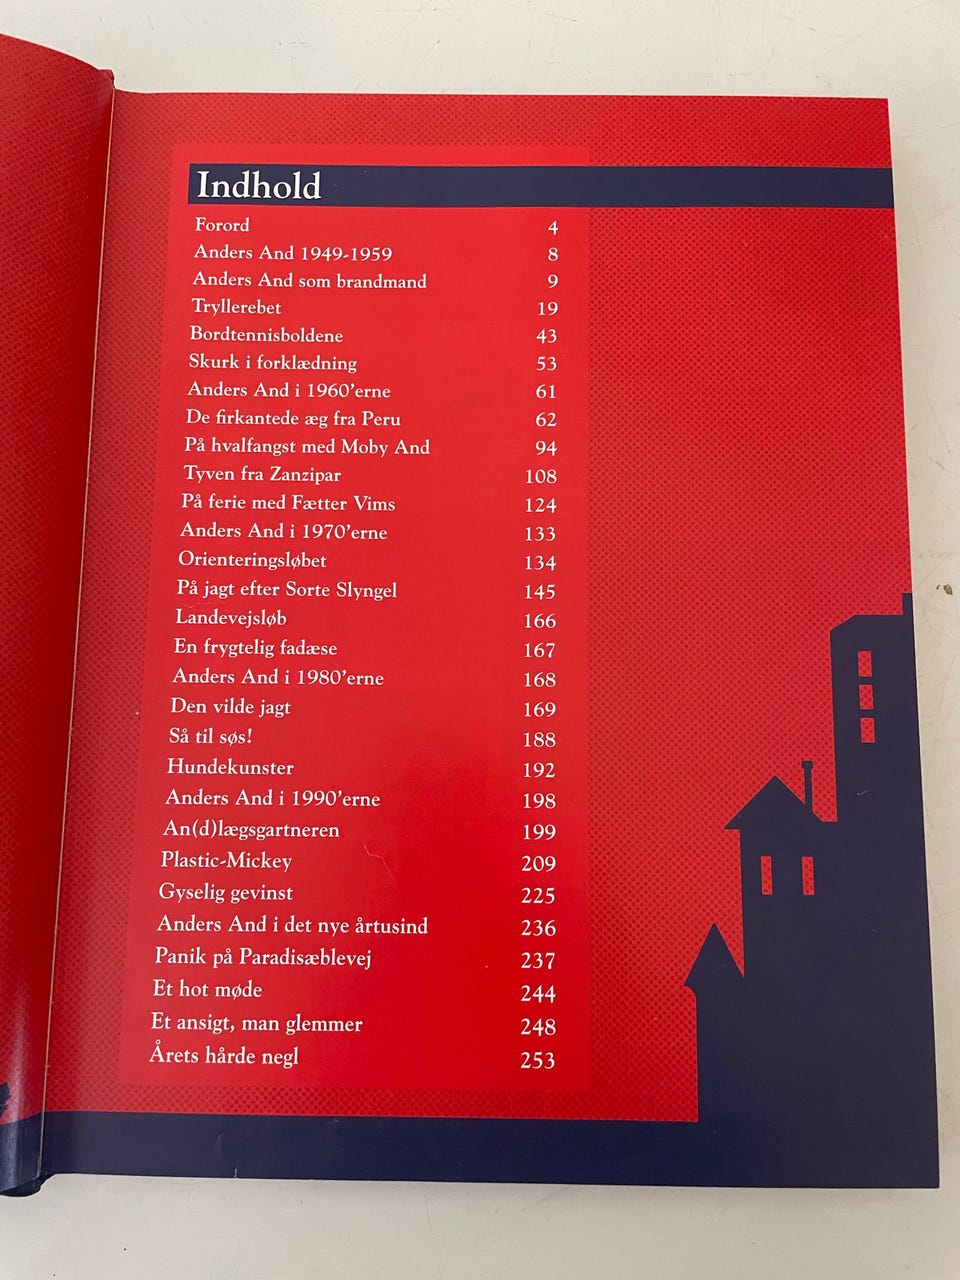 Indhold
Forord 4
Anders And 1949-1959 8
Anders And som brandmand 9
Tryllerebet 19
Bordtennisboldene 43
Skurk i forklædning 53
Anders And i 1960'erne 61
De firkantede æg fra Peru 62
På hvalfangst med Moby And 94
Tyven fra Zanzipar 108
På ferie med Fætter Vims 124
Anders And i 1970'erne 133
Orienteringsløbet 134
På jagt efter Sorte Slyngel 145
Landevejsløb 166
En frygtelig fadæse 167
Anders And i 1980'erne 168
Den vilde jagt 169
Så til søs! 188
Hundekunster 192
Anders And i 1990'erne 198
An(d)lægsgartneren 199
Plastic-Mickey 209
Gyselig gevinst 225
Anders And i det nye årtusind 236
Panik på Paradisæblevej 237
Et hot møde 244
Et ansigt, man glemmer 248
Årets hårde negl 253